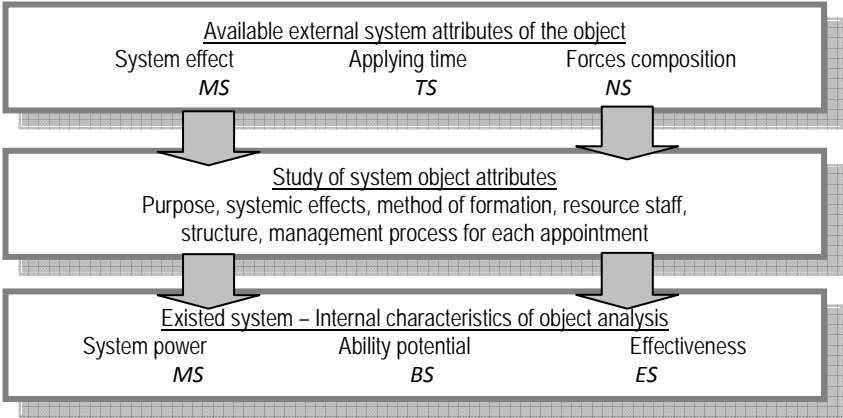 Available external system attributes of the object
System effect Applying time Forces composition
MS TS NS
Study of system object attributes
Purpose, systemic effects, method of formation, resource staff,
structure, management process for each appointment
Existed system – Internal characteristics of object analysis
System power Ability potential Effectiveness
MS BS ES